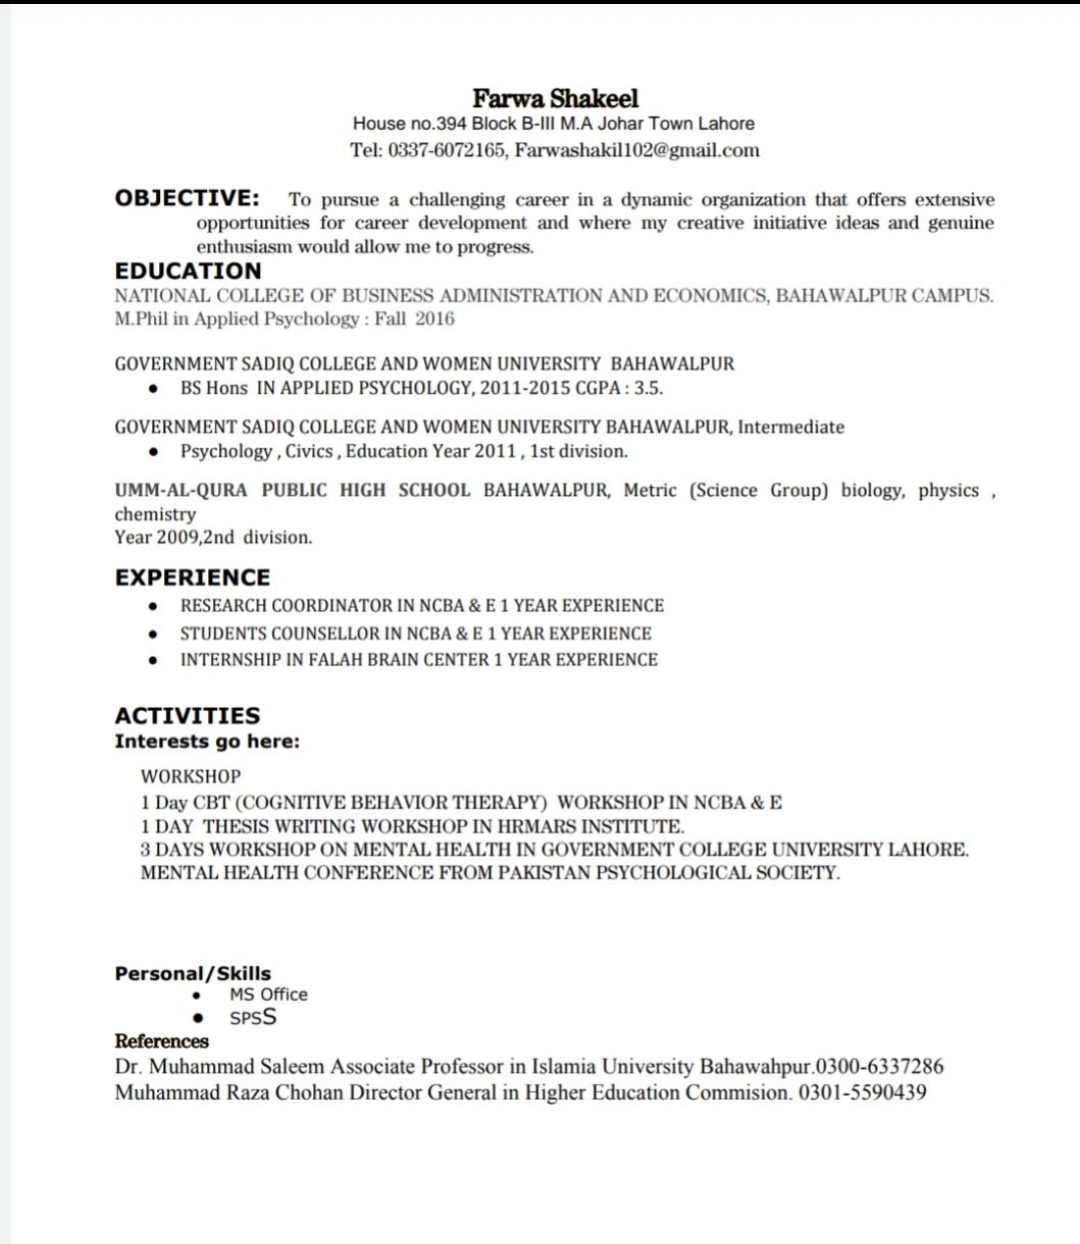 Farwa Shakeel
House no.394 Block B-III M.A Johar Town Lahore
Tel: 0337-6072165, Farwashakil102@gmail.com
OBJECTIVE: To pursue a challenging career in a dynamic organization that offers extensive
opportunities for career development and where my creative initiative ideas and genuine
enthusiasm would allow me to progress.
EDUCATION
NATIONAL COLLEGE OF BUSINESS ADMINISTRATION AND ECONOMICS, BAHAWALPUR CAMPUS.
M.Phil in Applied Psychology : Fall 2016
GOVERNMENT SADIQ COLLEGE AND WOMEN UNIVERSITY BAHAWALPUR
• BS Hons IN APPLIED PSYCHOLOGY, 2011-2015 CGPA : 3.5.
GOVERNMENT SADIQ COLLEGE AND WOMEN UNIVERSITY BAHAWALPUR, Intermediate
• Psychology , Civics , Education Year 2011 , 1st division.
UMM-AL-QURA PUBLIC HIGH SCHOOL BAHAWALPUR, Metric (Science Group) biology, physics ,
chemistry
Year 2009,2nd division.
EXPERIENCE
• RESEARCH COORDINATOR IN NCBA & E 1 YEAR EXPERIENCE
• STUDENTS COUNSELLOR IN NCBA & E 1 YEAR EXPERIENCE
• INTERNSHIP IN FALAH BRAIN CENTER 1 YEAR EXPERIENCE
ACTIVITIES
Interests go here:
WORKSHOP
1 Day CBT (COGNITIVE BEHAVIOR THERAPY) WORKSHOP IN NCBA & E
1 DAY THESIS WRITING WORKSHOP IN HRMARS INSTITUTE.
3 DAYS WORKSHOP ON MENTAL HEALTH IN GOVERNMENT COLLEGE UNIVERSITY LAHORE.
MENTAL HEALTH CONFERENCE FROM PAKISTAN PSYCHOLOGICAL SOCIETY.
Personal/Skills
• MS Office
• SPSS
References
Dr. Muhammad Saleem Associate Professor in Islamia University Bahawahpur.0300-6337286
Muhammad Raza Chohan Director General in Higher Education Commision. 0301-5590439